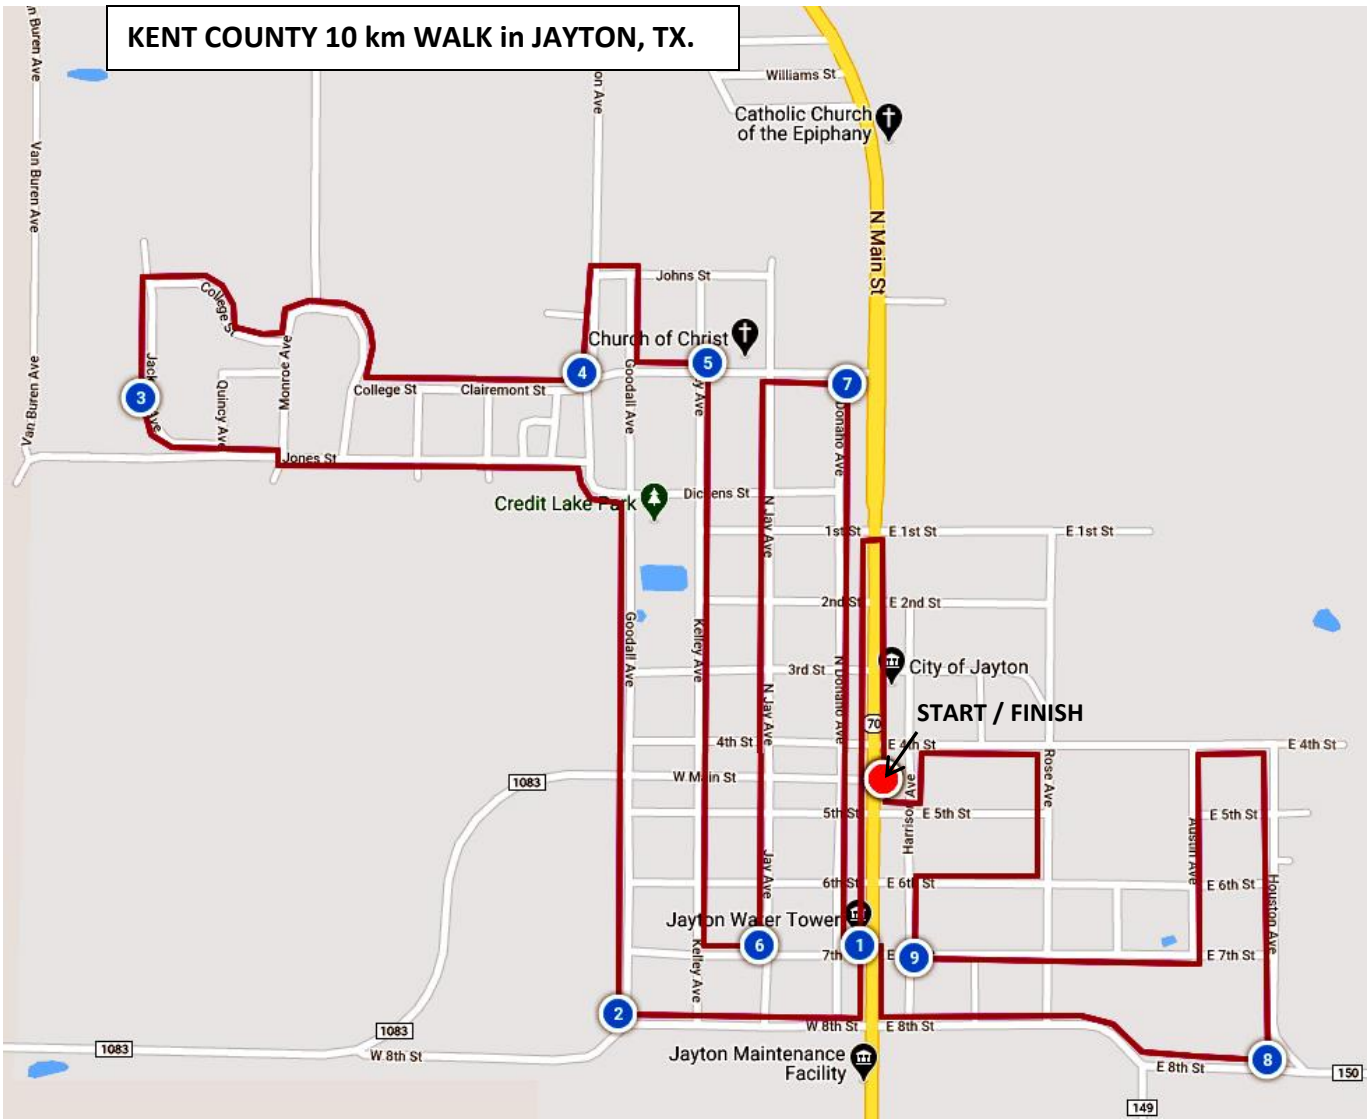 KENT COUNTY 10 km WALK in JAYTON, TX.
Buren Ave
on Ave
Williams St
Catholic Church
of the Epiphany
Van Buren Ave
N Main St
Johns St
College St
Church of Christ
Jack
Ave
3
4
5
7
Monroe Ave
Quincy Ave
College St
Clairemont St
Goodall Ave
y Ave
Donaho Ave
Van Buren Ave
Jones St
Credit Lake Park
Dickens St
N Jay Ave
1st St
E 1st St
E 1st St
2nd St
E 2nd St
Goodall Ave
Kelley Ave
3rd St
N Donaho Ave
City of Jayton
N Jay Ave
70
START / FINISH
4th St
E 4th St
E 4th St
1083
W Main St
Harrison Ave
Rose Ave
5th St
E 5th St
E 5th St
Austin Ave
Jay Ave
6th St
E 6th St
E 6th St
Houston Ave
Jayton Water Tower
6
1
7th
E
9
E 7th St
Kelley Ave
2
W 8th St
E 8th St
1083
1083
W 8th St
Jayton Maintenance
Facility
E 8th St
8
150
149